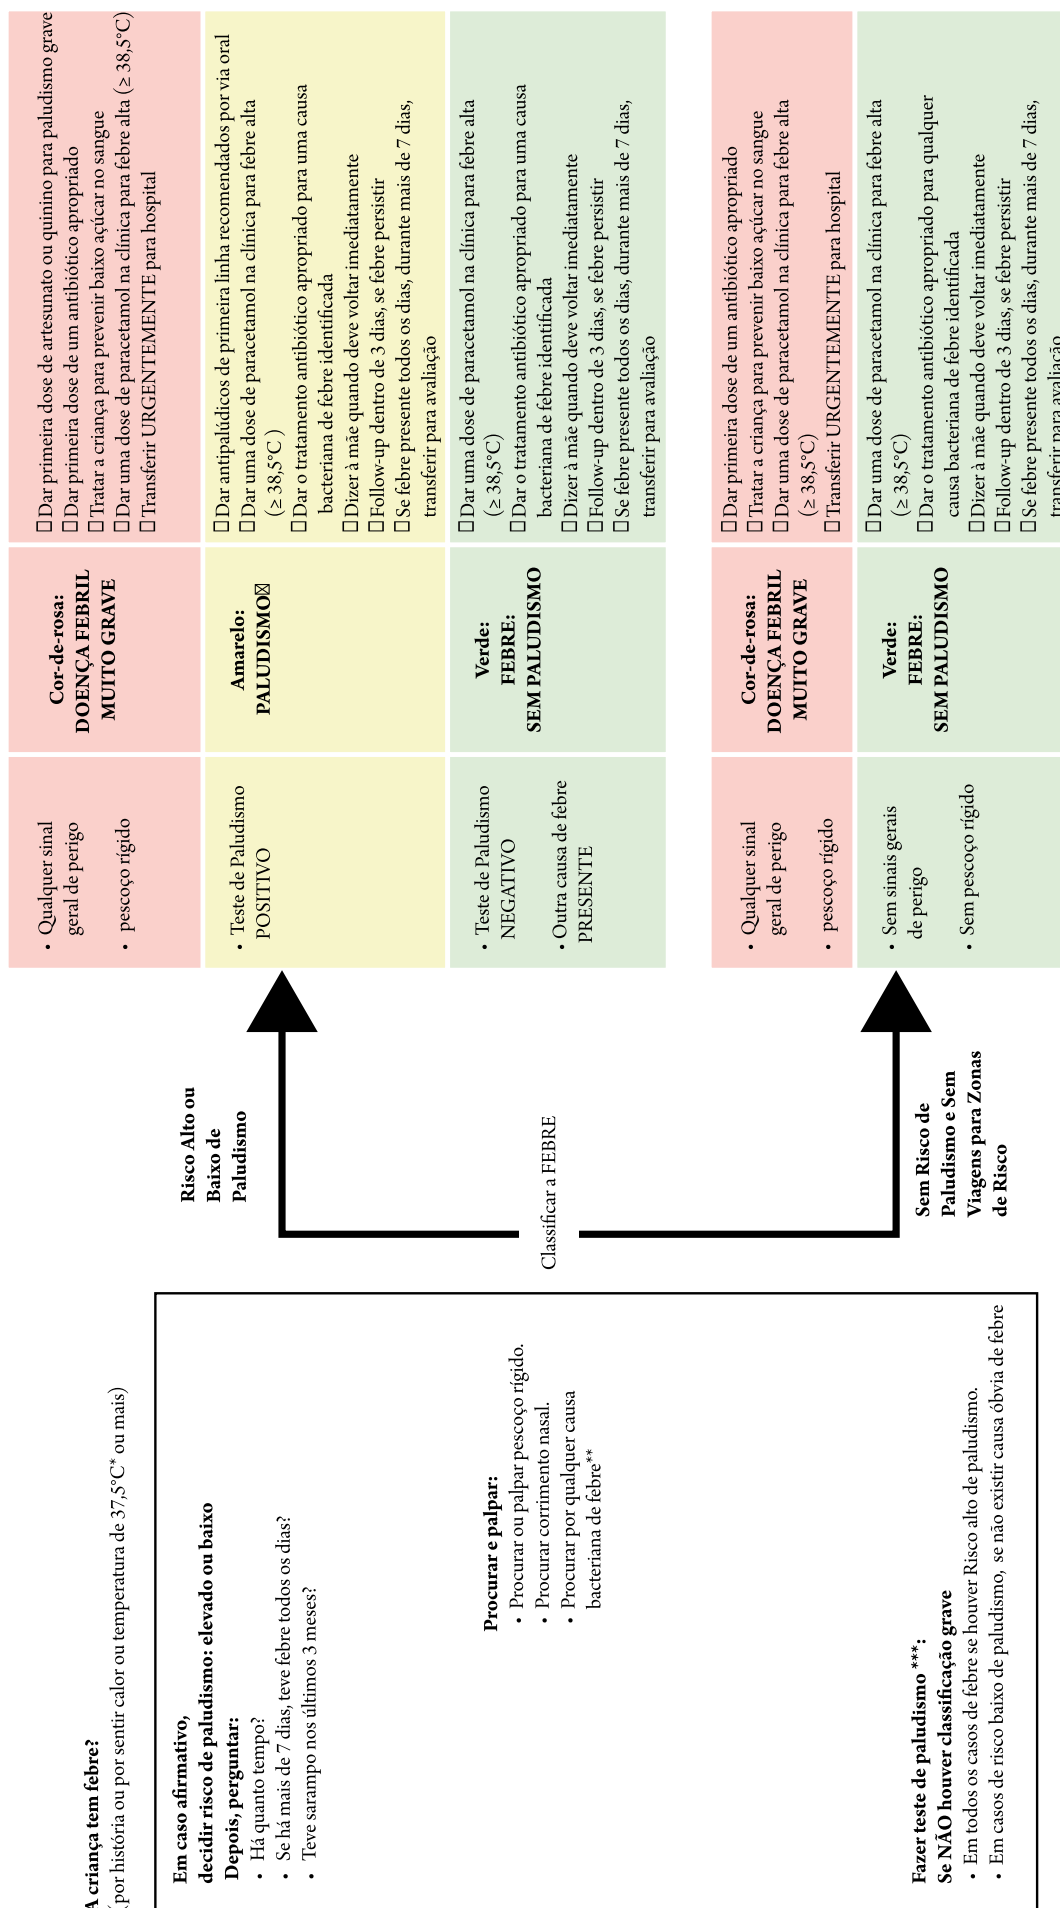 A criança tem febre?
(por história ou por sentir calor ou temperatura de 37,5°C* ou mais)
Em caso afirmativo,
decidir risco de paludismo: elevado ou baixo
Depois, perguntar:
• Há quanto tempo?
• Se há mais de 7 dias, teve febre todos os dias?
• Teve sarampo nos últimos 3 meses?
Procurar e palpar:
• Procurar ou palpar pescoço rígido.
• Procurar corrimento nasal.
• Procurar por qualquer causa
bacteriana de febre**
Fazer teste de paludismo ***:
Se NÃO houver classificação grave
• Em todos os casos de febre se houver Risco alto de paludismo.
• Em casos de risco baixo de paludismo, se não existir causa óbvia de febre
Classificar a FEBRE
Risco Alto ou
Baixo de
Paludismo
• Qualquer sinal
geral de perigo
• pescoço rígido
Cor-de-rosa:
DOENÇA FEBRIL
MUITO GRAVE
Dar primeira dose de artesunato ou quinino para paludismo grave
Dar primeira dose de um antibiótico apropriado
Tratar a criança para prevenir baixo açúcar no sangue
Dar uma dose de paracetamol na clínica para febre alta (≥ 38,5°C)
Transferir URGENTEMENTE para hospital
• Teste de Paludismo
POSITIVO
Amarelo:
PALUDISMO
Dar antipalúdicos de primeira linha recomendados por via oral
Dar uma dose de paracetamol na clínica para febre alta
(≥ 38,5°C )
Dar o tratamento antibiótico apropriado para uma causa
bacteriana de febre identificada
Dizer à mãe quando deve voltar imediatamente
Follow-up dentro de 3 dias, se febre persistir
Se febre presente todos os dias, durante mais de 7 dias,
transferir para avaliação
• Teste de Paludismo
NEGATIVO
• Outra causa de febre
PRESENTE
Verde:
FEBRE:
SEM PALUDISMO
Dar uma dose de paracetamol na clínica para febre alta
(≥ 38,5°C)
Dar o tratamento antibiótico apropriado para uma causa
bacteriana de febre identificada
Dizer à mãe quando deve voltar imediatamente
Follow-up dentro de 3 dias, se febre persistir
Se febre presente todos os dias, durante mais de 7 dias,
transferir para avaliação
Sem Risco de
Paludismo e Sem
Viagens para Zonas
de Risco
• Qualquer sinal
geral de perigo
• pescoço rígido
Cor-de-rosa:
DOENÇA FEBRIL
MUITO GRAVE
Dar primeira dose de um antibiótico apropriado
Tratar a criança para prevenir baixo açúcar no sangue
Dar uma dose de paracetamol na clínica para febre alta
(≥ 38,5°C)
Transferir URGENTEMENTE para hospital
• Sem sinais gerais
de perigo
• Sem pescoço rígido
Verde:
FEBRE:
SEM PALUDISMO
Dar uma dose de paracetamol na clínica para febre alta
(≥ 38,5°C)
Dar o tratamento antibiótico apropriado para qualquer
causa bacteriana de febre identificada
Dizer à mãe quando deve voltar imediatamente
Follow-up dentro de 3 dias, se febre persistir
Se febre presente todos os dias, durante mais de 7 dias,
transferir para avaliação